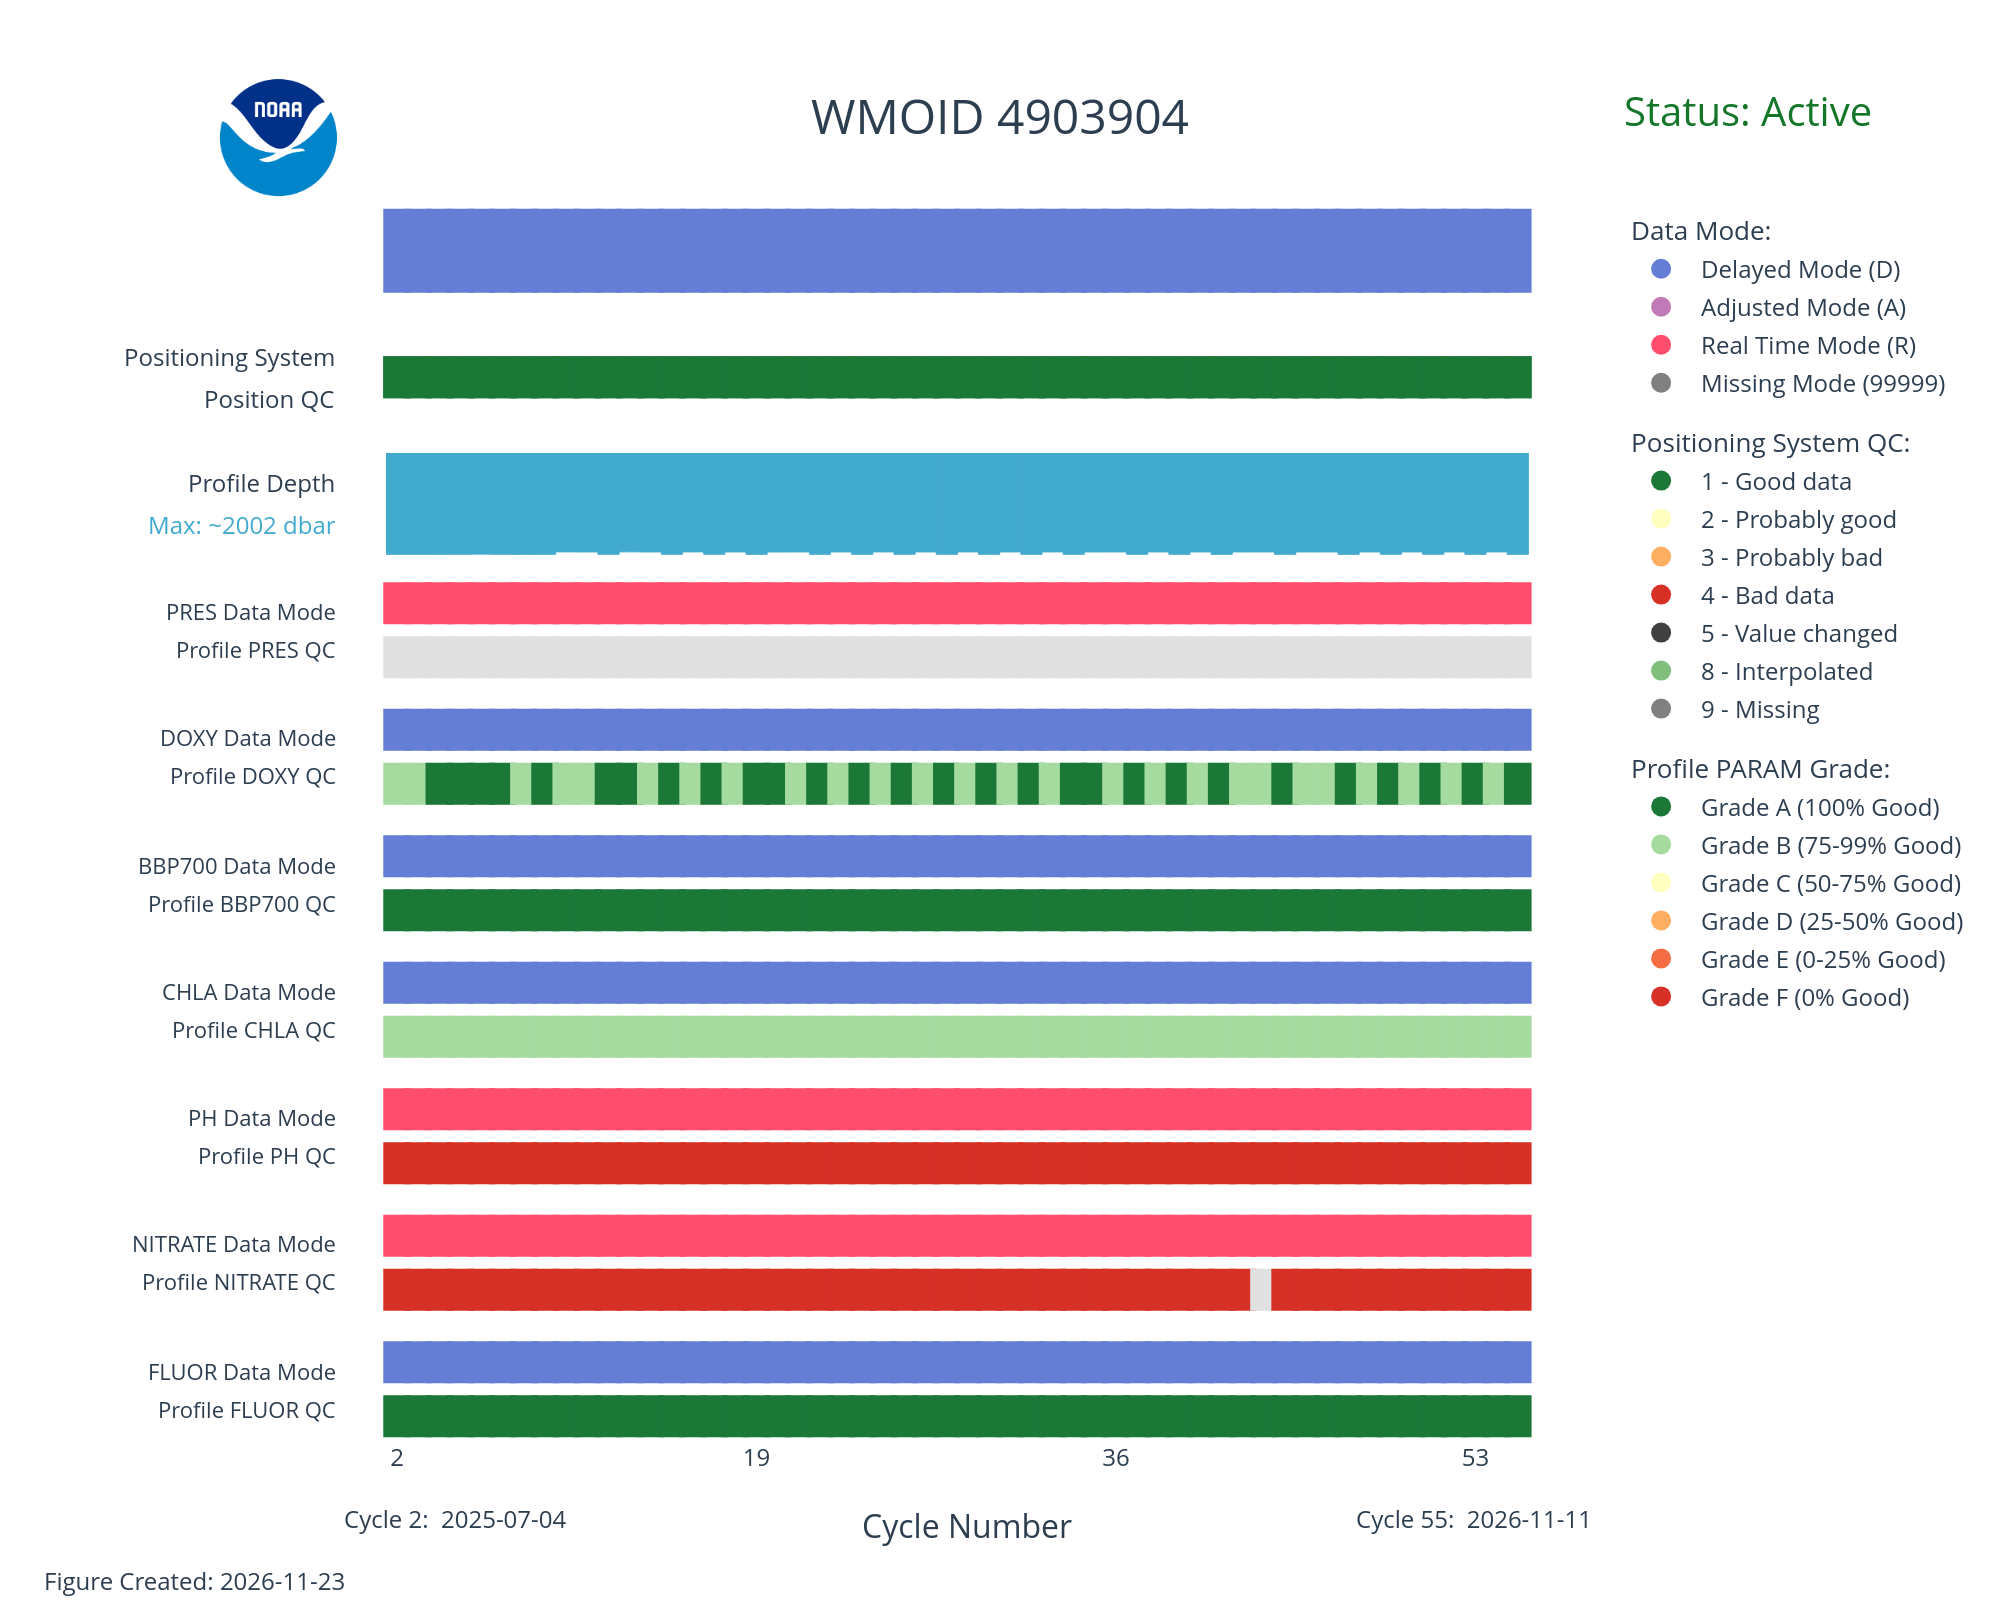 NOAA
WMOID 4903904
Status: Active
Data Mode:
Delayed Mode (D)
Adjusted Mode (A)
Real Time Mode (R)
Missing Mode (99999)
Positioning System QC:
1 - Good data
2 - Probably good
3 - Probably bad
4 - Bad data
5 - Value changed
8 - Interpolated
9 - Missing
Profile PARAM Grade:
Grade A (100% Good)
Grade B (75-99% Good)
Grade C (50-75% Good)
Grade D (25-50% Good)
Grade E (0-25% Good)
Grade F (0% Good)
Positioning System
Position QC
Profile Depth
Max: ~2002 dbar
PRES Data Mode
Profile PRES QC
DOXY Data Mode
Profile DOXY QC
BBP700 Data Mode
Profile BBP700 QC
CHLA Data Mode
Profile CHLA QC
PH Data Mode
Profile PH QC
NITRATE Data Mode
Profile NITRATE QC
FLUOR Data Mode
Profile FLUOR QC
2 19 36 53
Cycle 2: 2025-07-04
Cycle Number
Cycle 55: 2026-11-11
Figure Created: 2026-11-23